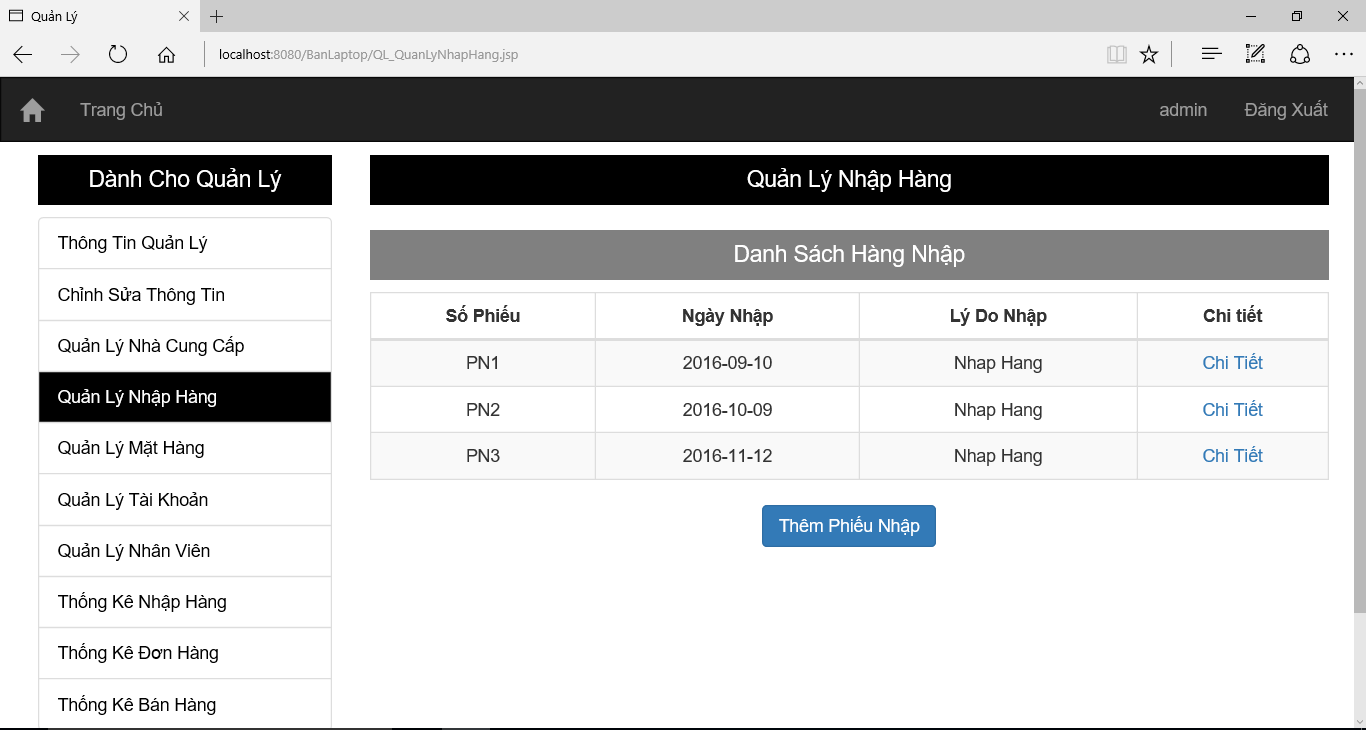 Quản Lý
localhost:8080/BanLaptop/QL_QuanLyNhapHang.jsp
Trang Chủ
admin
Đăng Xuất
Dành Cho Quản Lý
Thông Tin Quản Lý
Chỉnh Sửa Thông Tin
Quản Lý Nhà Cung Cấp
Quản Lý Nhập Hàng
Quản Lý Mặt Hàng
Quản Lý Tài Khoản
Quản Lý Nhân Viên
Thống Kê Nhập Hàng
Thống Kê Đơn Hàng
Thống Kê Bán Hàng
Quản Lý Nhập Hàng
Danh Sách Hàng Nhập
Số Phiếu Ngày Nhập Lý Do Nhập Chi tiết
PN1 2016-09-10 Nhap Hang Chi Tiết
PN2 2016-10-09 Nhap Hang Chi Tiết
PN3 2016-11-12 Nhap Hang Chi Tiết
Thêm Phiếu Nhập